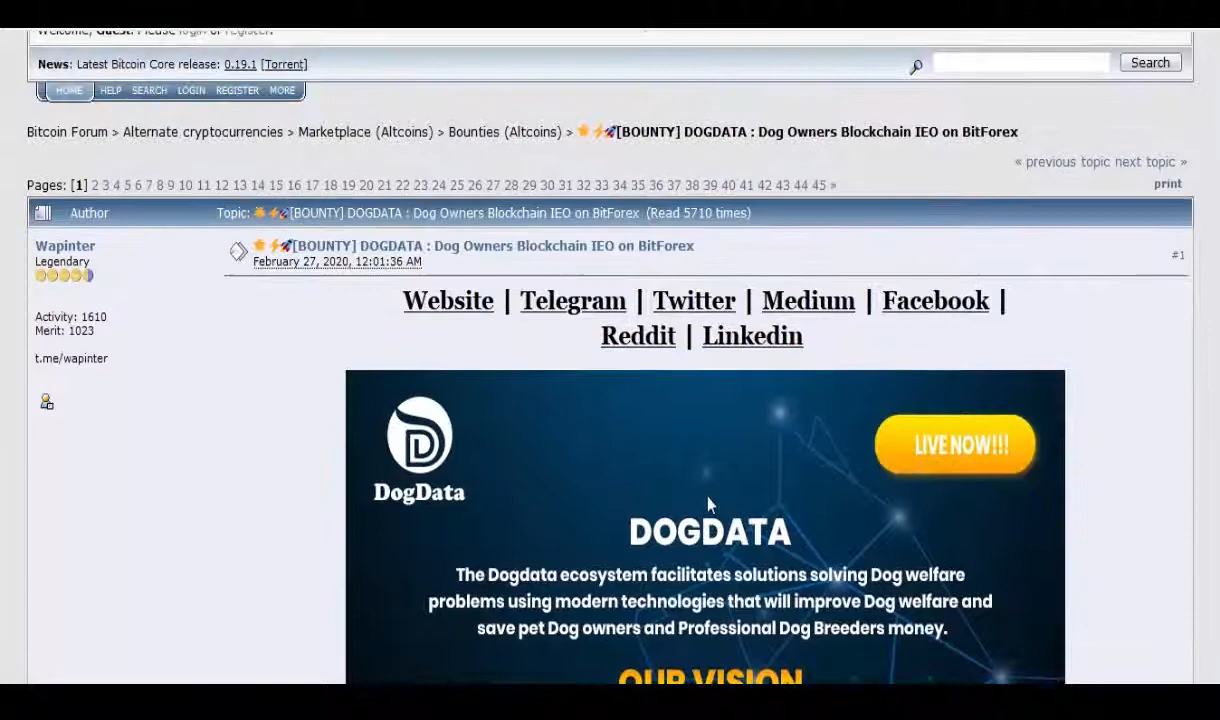 Welcome, Guest. Please login or register.
News: Latest Bitcoin Core release: 0.19.1 [Torrent]
Search
HOME HELP SEARCH LOGIN REGISTER MORE
Bitcoin Forum > Alternate cryptocurrencies > Marketplace (Altcoins) > Bounties (Altcoins) > [BOUNTY] DOGDATA : Dog Owners Blockchain IEO on BitForex
« previous topic next topic »
Pages: [1] 2 3 4 5 6 7 8 9 10 11 12 13 14 15 16 17 18 19 20 21 22 23 24 25 26 27 28 29 30 31 32 33 34 35 36 37 38 39 40 41 42 43 44 45 »
print
Author
Topic: [BOUNTY] DOGDATA : Dog Owners Blockchain IEO on BitForex (Read 5710 times)
Wapinter
Legendary
Activity: 1610
Merit: 1023
t.me/wapinter
[BOUNTY] DOGDATA : Dog Owners Blockchain IEO on BitForex
February 27, 2020, 12:01:36 AM
#1
Website | Telegram | Twitter | Medium | Facebook |
Reddit | Linkedin
DogData
LIVE NOW!!!
DOGDATA
The Dogdata ecosystem facilitates solutions solving Dog welfare
problems using modern technologies that will improve Dog welfare and
save pet Dog owners and Professional Dog Breeders money.
OUR VISION